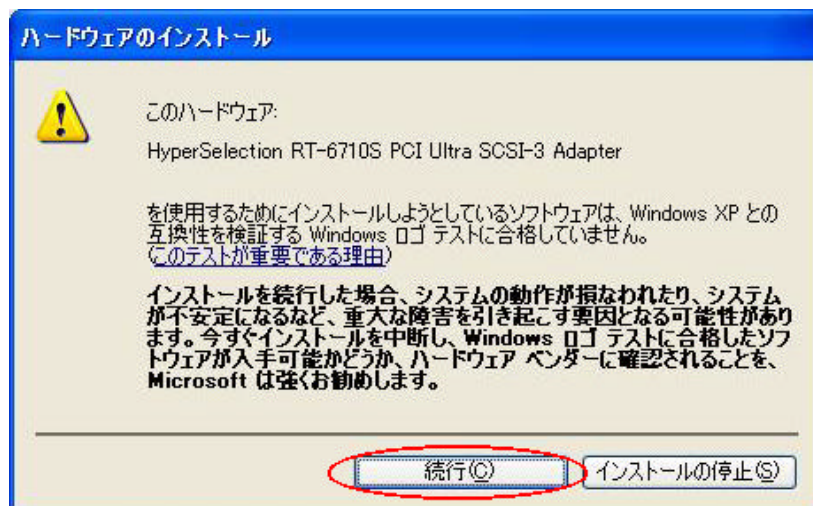 ハードウェアのインストール
このハードウェア:
HyperSelection RT-6710S PCI Ultra SCSI-3 Adapter
を使用するためにインストールしようとしているソフトウェアは、Windows XP との
互換性を検証する Windows ロゴ テストに合格していません。
(このテストが重要である理由)
インストールを続行した場合、システムの動作が損なわれたり、システム
が不安定になるなど、重大な障害を引き起こす要因となる可能性があり
ます。今すぐインストールを中断し、Windows ロゴ テストに合格したソフ
トウェアが入手可能かどうか、ハードウェア ベンダーに確認されることを、
Microsoft は強くお勧めします。
続行(C) インストールの停止(S)